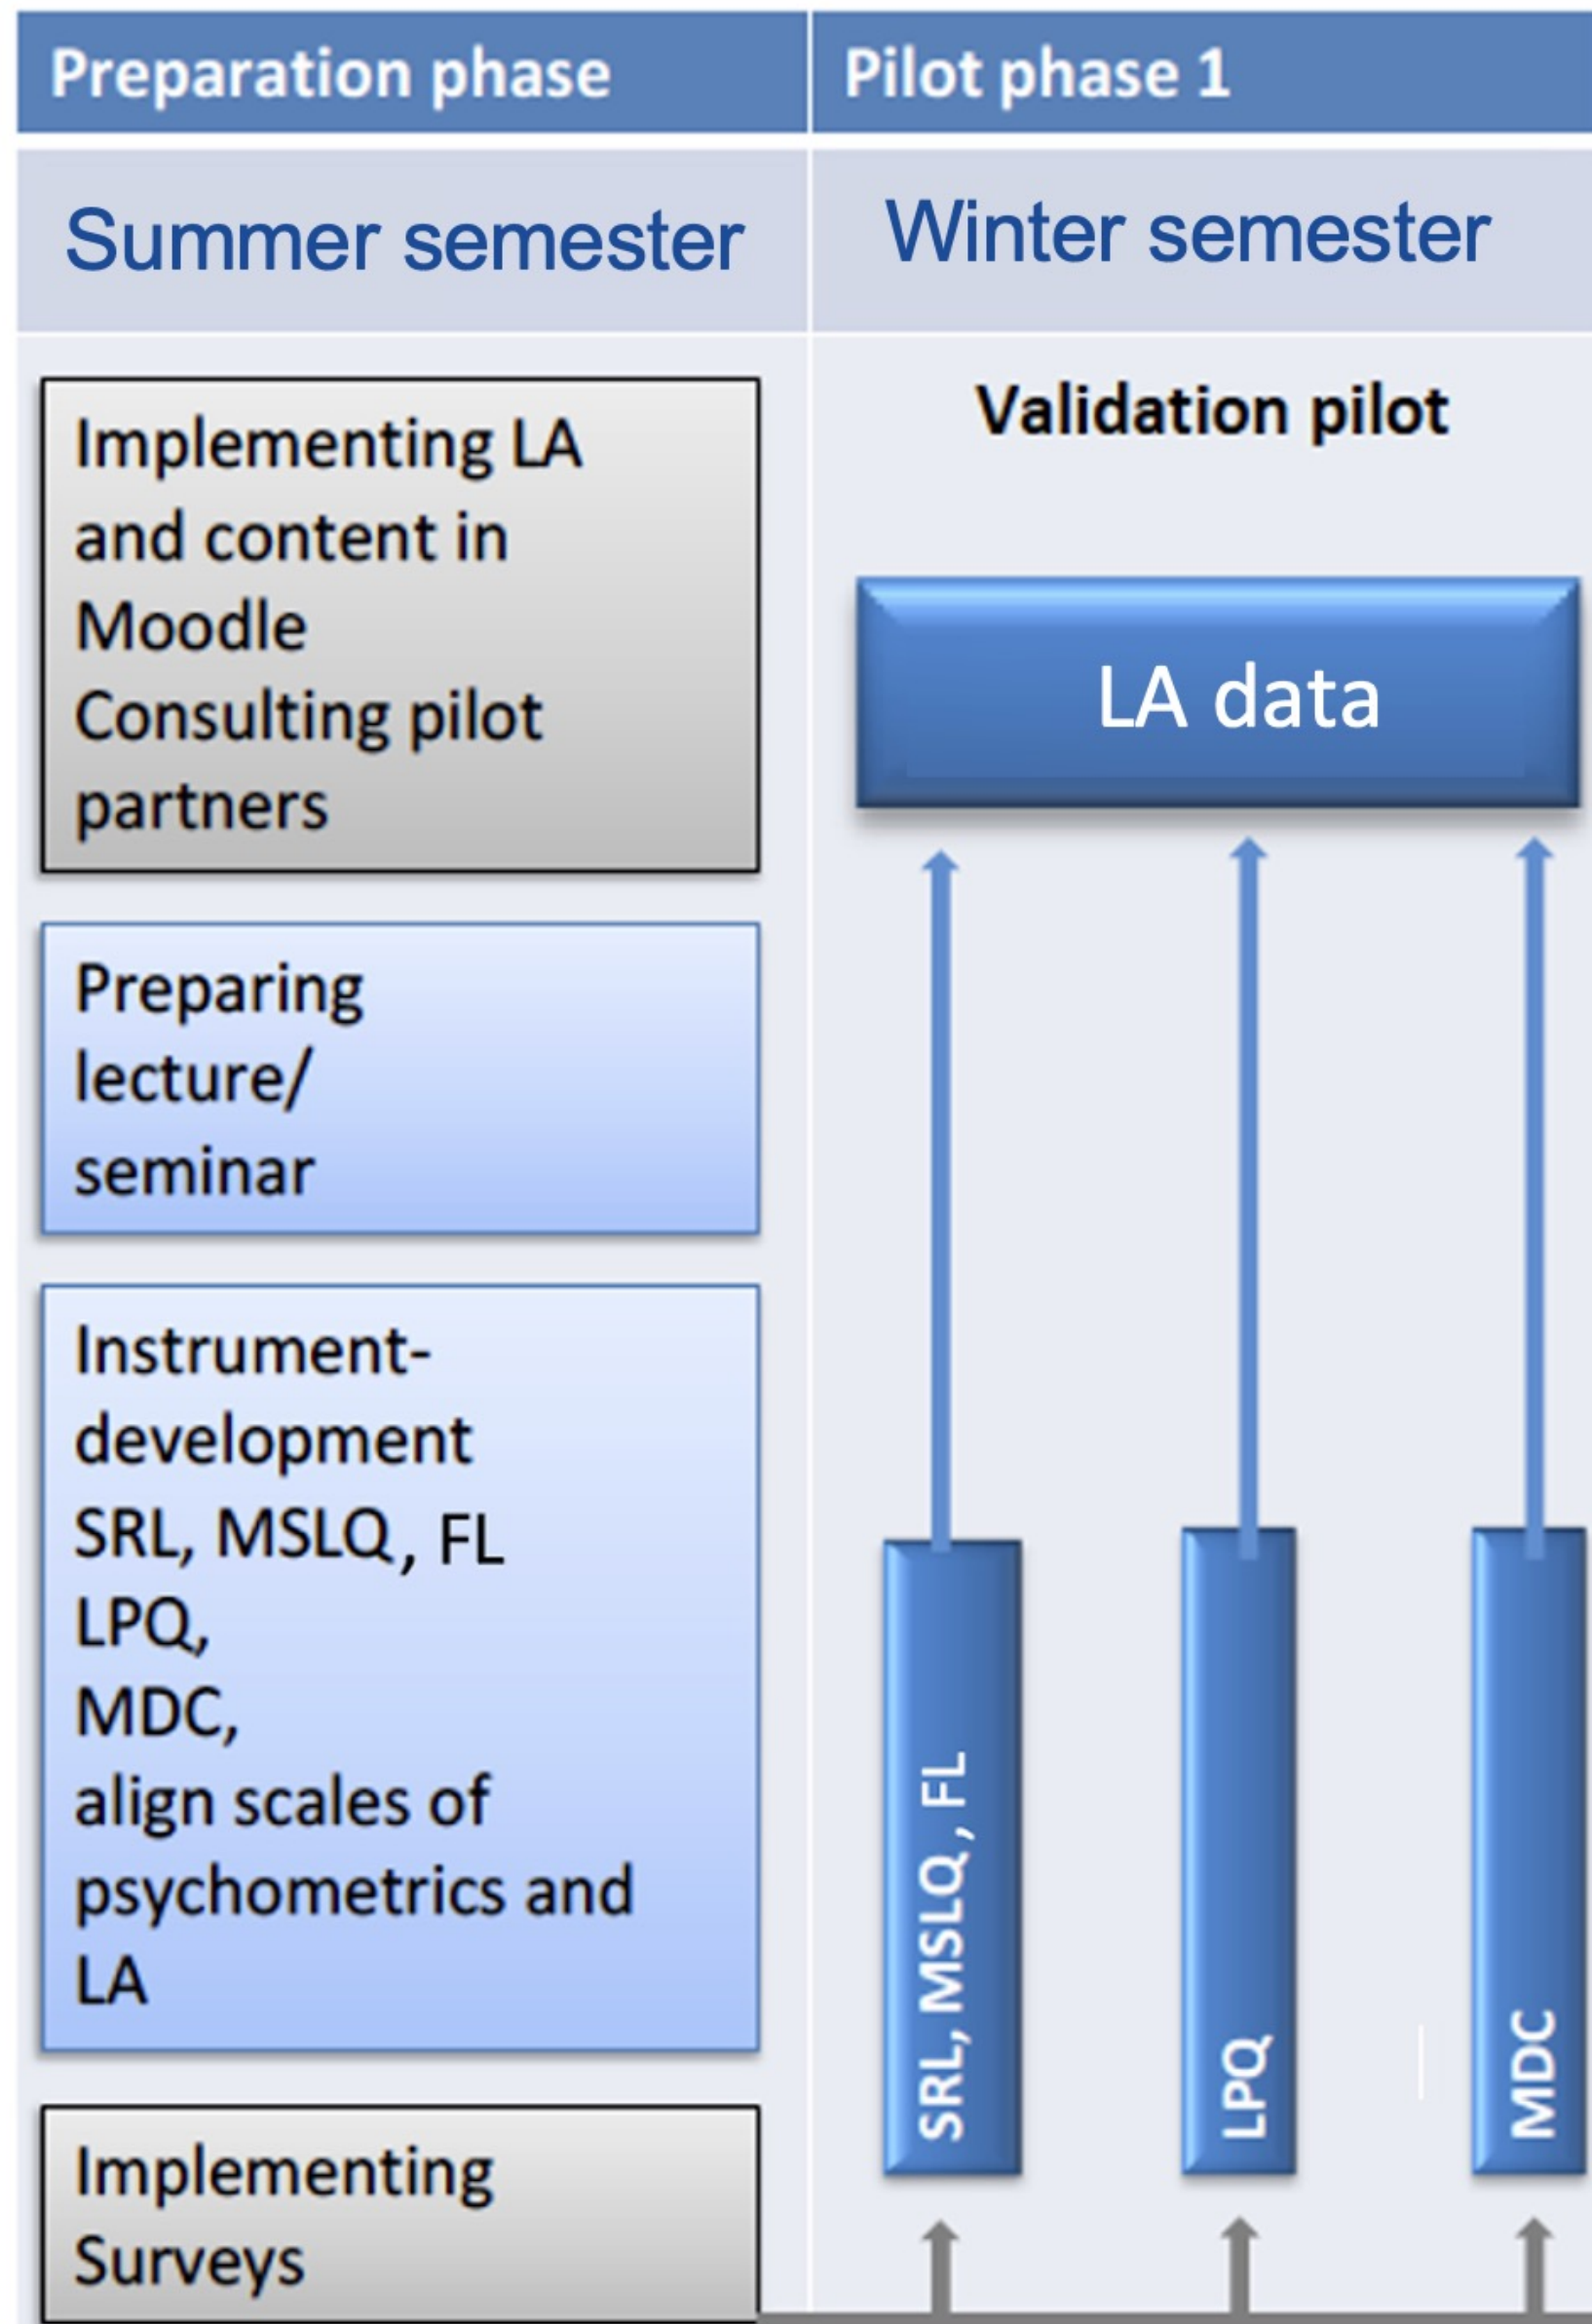 Preparation phase
Pilot phase 1
Summer semester
Winter semester
Implementing LA
and content in
Moodle
Consulting pilot
partners
Preparing
lecture/
seminar
Instrument-
development
SRL, MSLQ, FL
LPQ,
MDC,
align scales of
psychometrics and
LA
Implementing
Surveys
Validation pilot
LA data
SRL, MSLQ, FL
LPQ
MDC